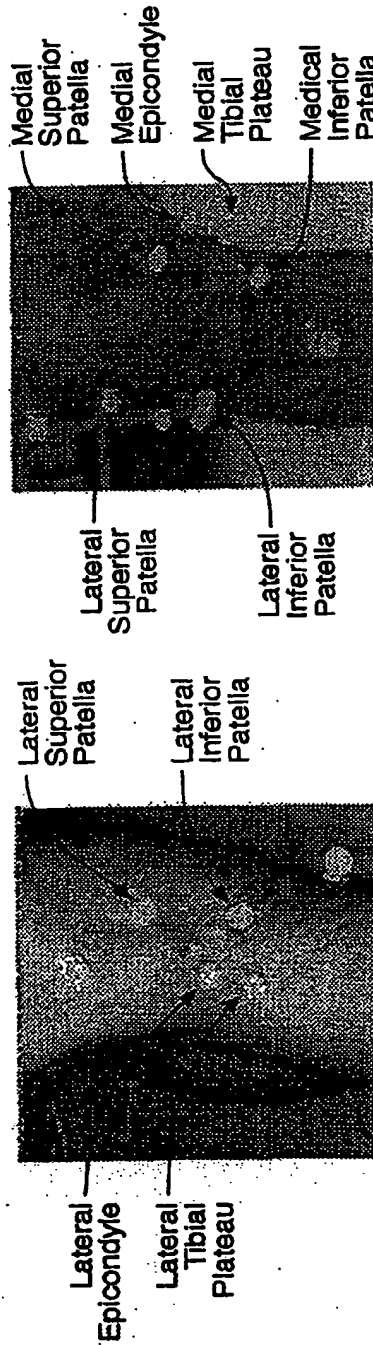 Lateral
Epicondyle
Lateral
Tibial
Plateau
Lateral
Superior
Patella
Lateral
Inferior
Patella
Lateral
Superior
Patella
Lateral
Inferior
Patella
Medial
Superior
Patella
Medial
Epicondyle
Medial
Tibial
Plateau
Medical
Inferior
Patella